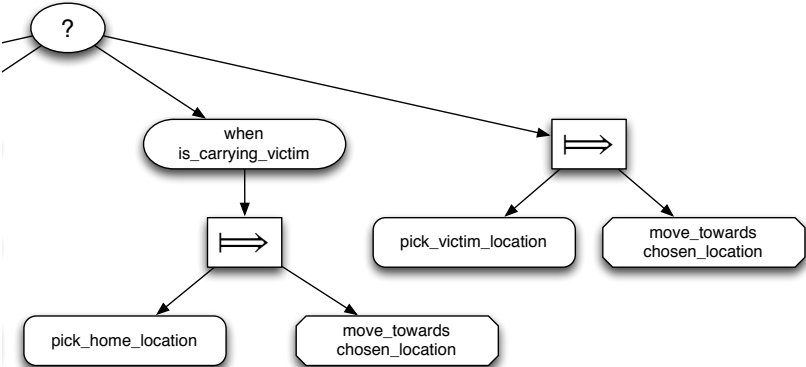 ?
when
is_carrying_victim
pick_victim_location
move_towards
chosen_location
pick_home_location
move_towards
chosen_location